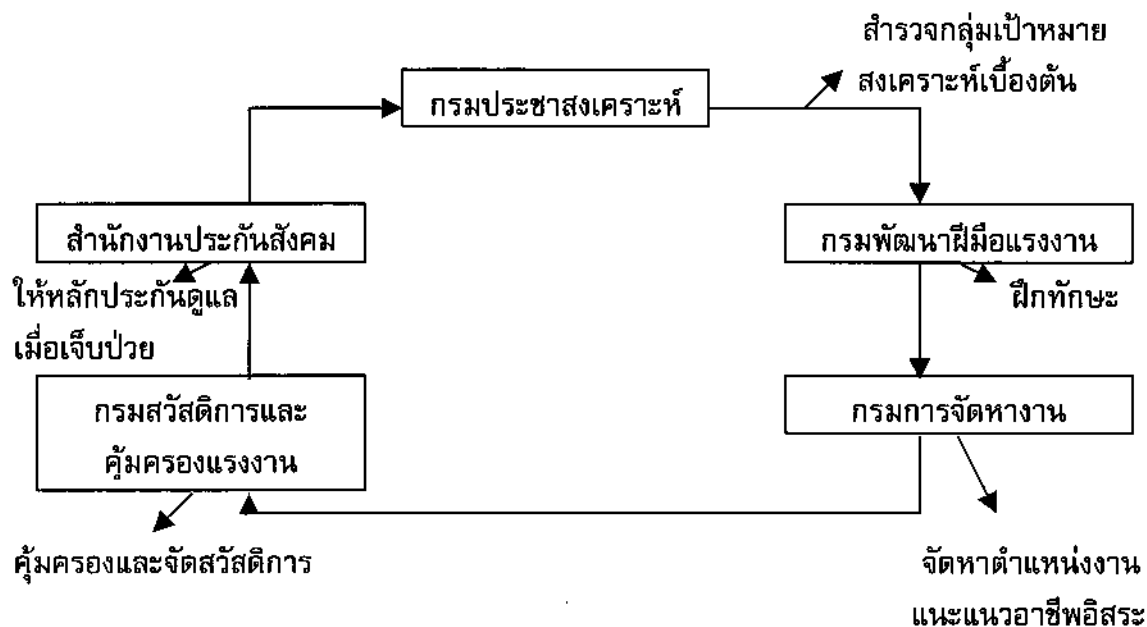 สำรวจกลุ่มเป้าหมาย
สงเคราะห์เบื้องต้น
กรมประชาสงเคราะห์
สำนักงานประกันสังคม
กรมพัฒนาฝีมือแรงงาน
ให้หลักประกันดูแล
เมื่อเจ็บป่วย
ฝึกทักษะ
กรมสวัสดิการและ
คุ้มครองแรงงาน
กรมการจัดหางาน
คุ้มครองและจัดสวัสดิการ
จัดหาตำแหน่งงาน
แนะแนวอาชีพอิสระ